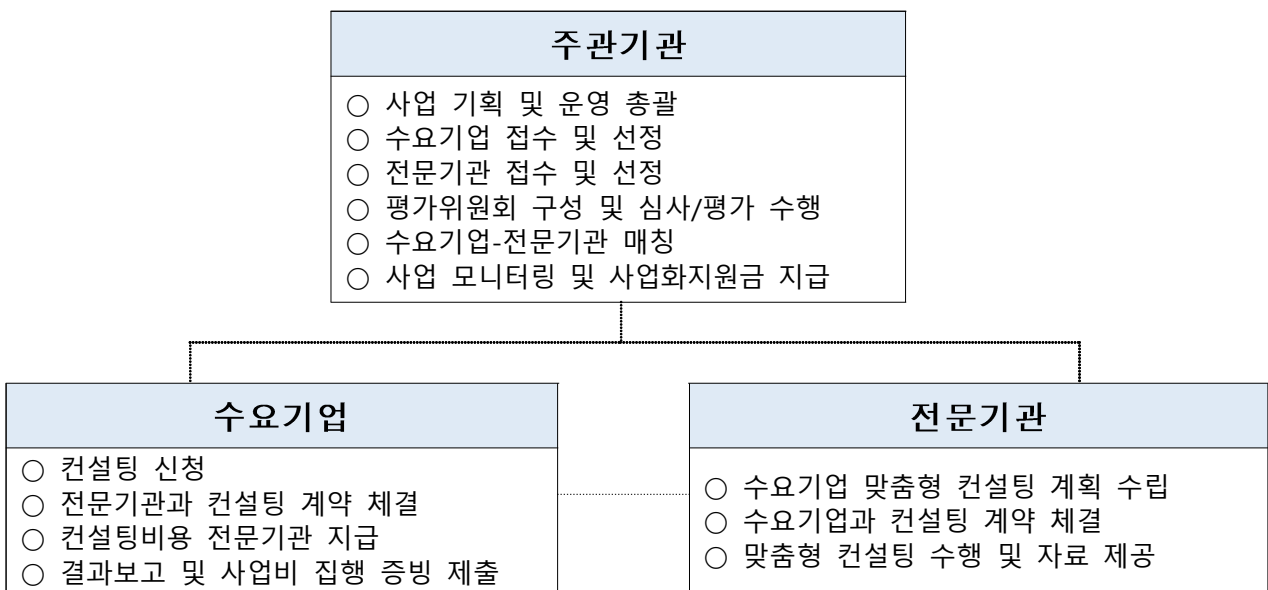 주관기관
○ 사업 기획 및 운영 총괄
○ 수요기업 접수 및 선정
○ 전문기관 접수 및 선정
○ 평가위원회 구성 및 심사/평가 수행
○ 수요기업-전문기관 매칭
○ 사업 모니터링 및 사업화지원금 지급
수요기업
○ 컨설팅 신청
○ 전문기관과 컨설팅 계약 체결
○ 컨설팅비용 전문기관 지급
○ 결과보고 및 사업비 집행 증빙 제출
전문기관
○ 수요기업 맞춤형 컨설팅 계획 수립
○ 수요기업과 컨설팅 계약 체결
○ 맞춤형 컨설팅 수행 및 자료 제공